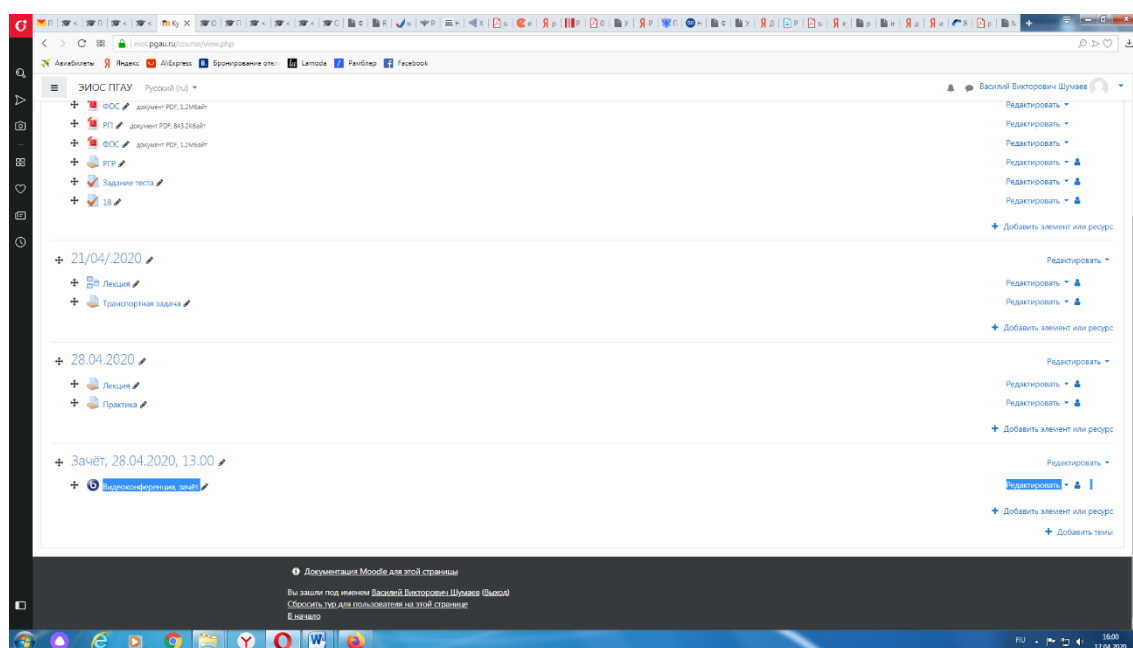 eios.pgau.ru/course/view.php
Авиабилеты Яндекс AliExpress Бронирование отел Lamoda Рамблер Facebook
ЭИОС ПГАУ Русский (ru) Василий Викторович Шумаев
ФОС документ PDF, 1.2Мбайт Редактировать
РП документ PDF, 843.2Кбайт Редактировать
ФОС документ PDF, 1.2Мбайт Редактировать
РГР Редактировать
Задание теста Редактировать
18 Редактировать
Добавить элемент или ресурс
21/04/.2020 Редактировать
Лекция Редактировать
Транспортная задача Редактировать
Добавить элемент или ресурс
28.04.2020 Редактировать
Лекция Редактировать
Практика Редактировать
Добавить элемент или ресурс
Зачёт, 28.04.2020, 13.00 Редактировать
Видеоконференция, зачёт Редактировать
Добавить элемент или ресурс
Добавить темы
Документация Moodle для этой страницы
Вы зашли под именем Василий Викторович Шумаев (Выход)
Сбросить тур для пользователя на этой странице
В начало
RU 16:00
17.04.2020